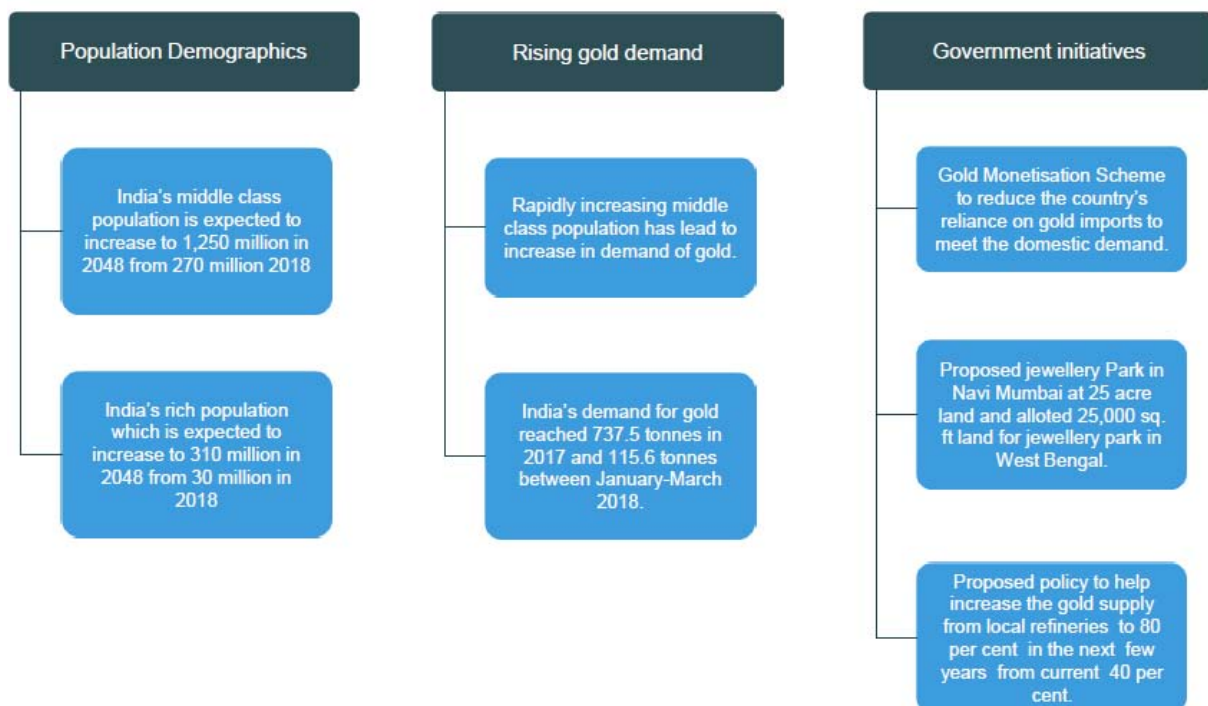 Population Demographics
India's middle class
population is expected to
increase to 1,250 million in
2048 from 270 million 2018
India's rich population
which is expected to
increase to 310 million in
2048 from 30 million in
2018
Rising gold demand
Rapidly increasing middle
class population has lead to
increase in demand of gold.
India's demand for gold
reached 737.5 tonnes in
2017 and 115.6 tonnes
between January-March
2018.
Government initiatives
Gold Monetisation Scheme
to reduce the country's
reliance on gold imports to
meet the domestic demand.
Proposed jewellery Park in
Navi Mumbai at 25 acre
land and alloted 25,000 sq.
ft land for jewellery park in
West Bengal.
Proposed policy to help
increase the gold supply
from local refineries to 80
per cent in the next few
years from current 40 per
cent.